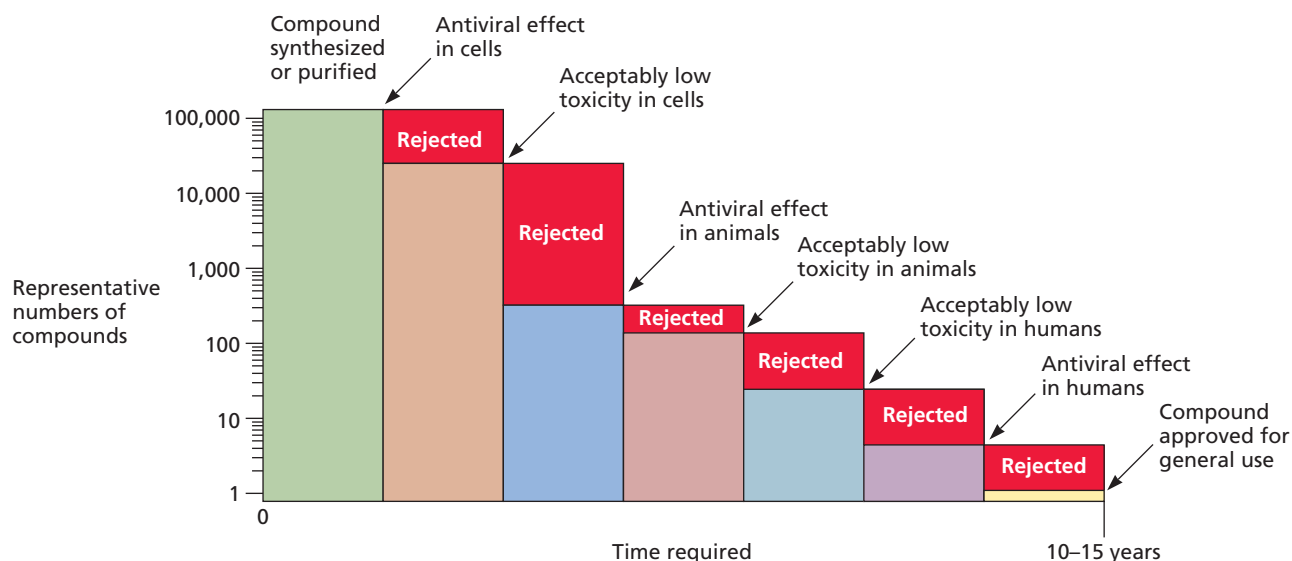 Compound
synthesized
or purified
Antiviral effect
in cells
Acceptably low
toxicity in cells
Antiviral effect
in animals
Acceptably low
toxicity in animals
Acceptably low
toxicity in humans
Antiviral effect
in humans
Compound
approved for
general use
Representative
numbers of
compounds
100,000
10,000
1,000
100
10
1
Rejected
Rejected
Rejected
Rejected
Rejected
Rejected
0
Time required
10–15 years